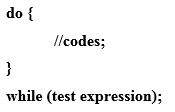 do {
//codes;
}
while (test expression);